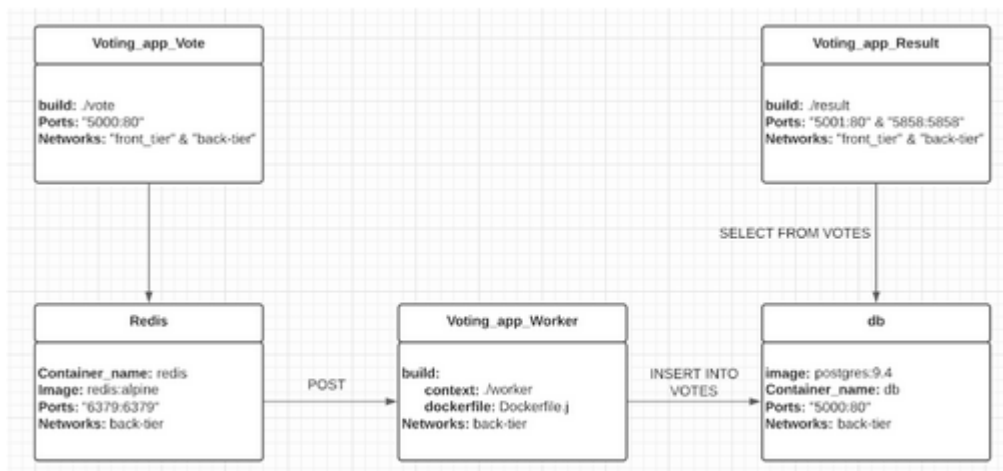 Voting_app_Vote
build: ./vote
Ports: "5000:80"
Networks: "front_tier" & "back-tier"
Voting_app_Result
build: ./result
Ports: "5001:80" & "5858:5858"
Networks: "front_tier" & "back-tier"
SELECT FROM VOTES
Redis
Container_name: redis
Image: redis:alpine
Ports: "6379:6379"
Networks: back-tier
POST
Voting_app_Worker
build:
context: ./worker
dockerfile: Dockerfile.j
Networks: back-tier
INSERT INTO
VOTES
db
image: postgres:9.4
Container_name: db
Ports: "5000:80"
Networks: back-tier